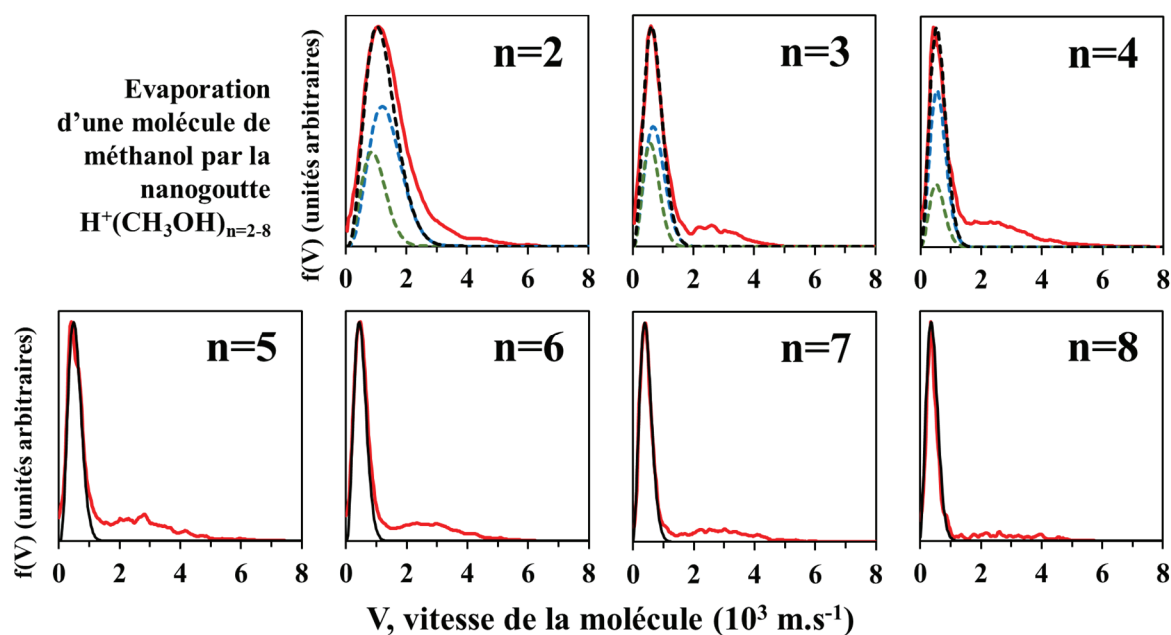 Evaporation
d'une molécule de
méthanol par la
nanogoutte
H⁺(CH₃OH)ₙ₌₂₋₈
f(V) (unités arbitraires)
n=2
n=3
n=4
0 2 4 6 8
0 2 4 6 8
0 2 4 6 8
f(V) (unités arbitraires)
n=5
n=6
n=7
n=8
0 2 4 6 8
0 2 4 6 8
0 2 4 6 8
0 2 4 6 8
V, vitesse de la molécule (10³ m.s⁻¹)